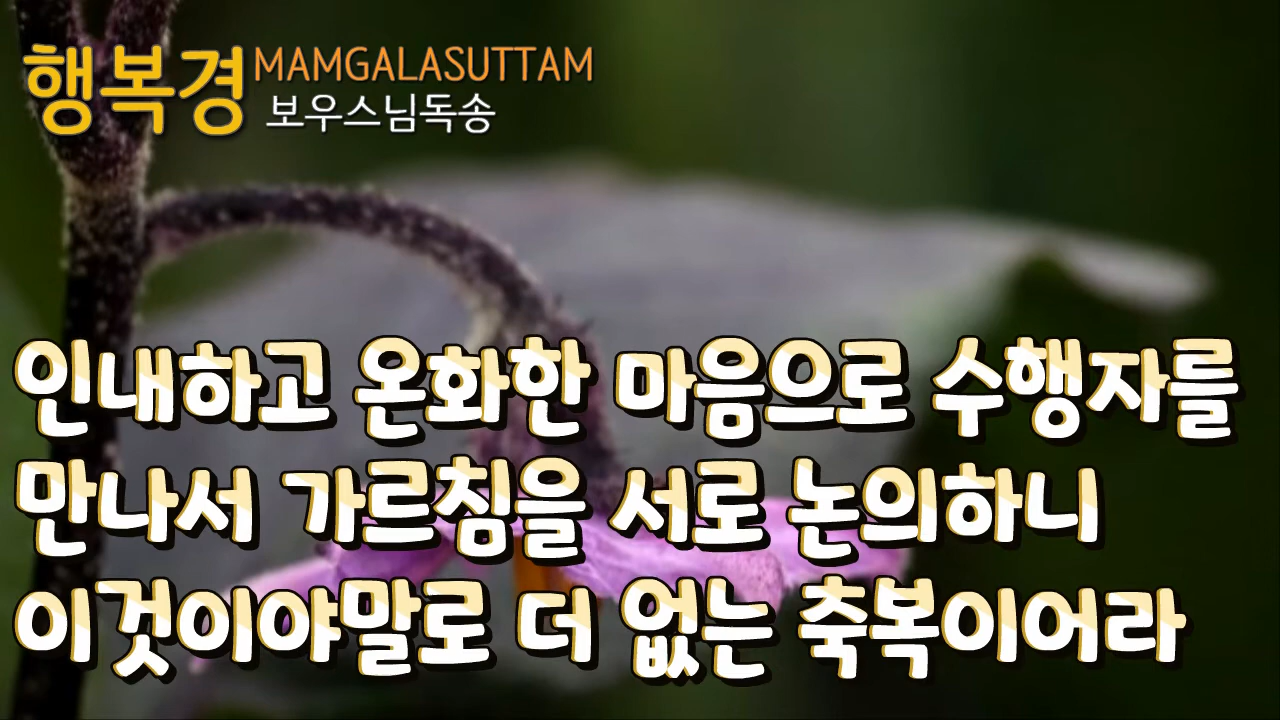 행복경 MAMGALASUTTAM
보우스님독송
인내하고 온화한 마음으로 수행자를
만나서 가르침을 서로 논의하니
이것이야말로 더 없는 축복이어라